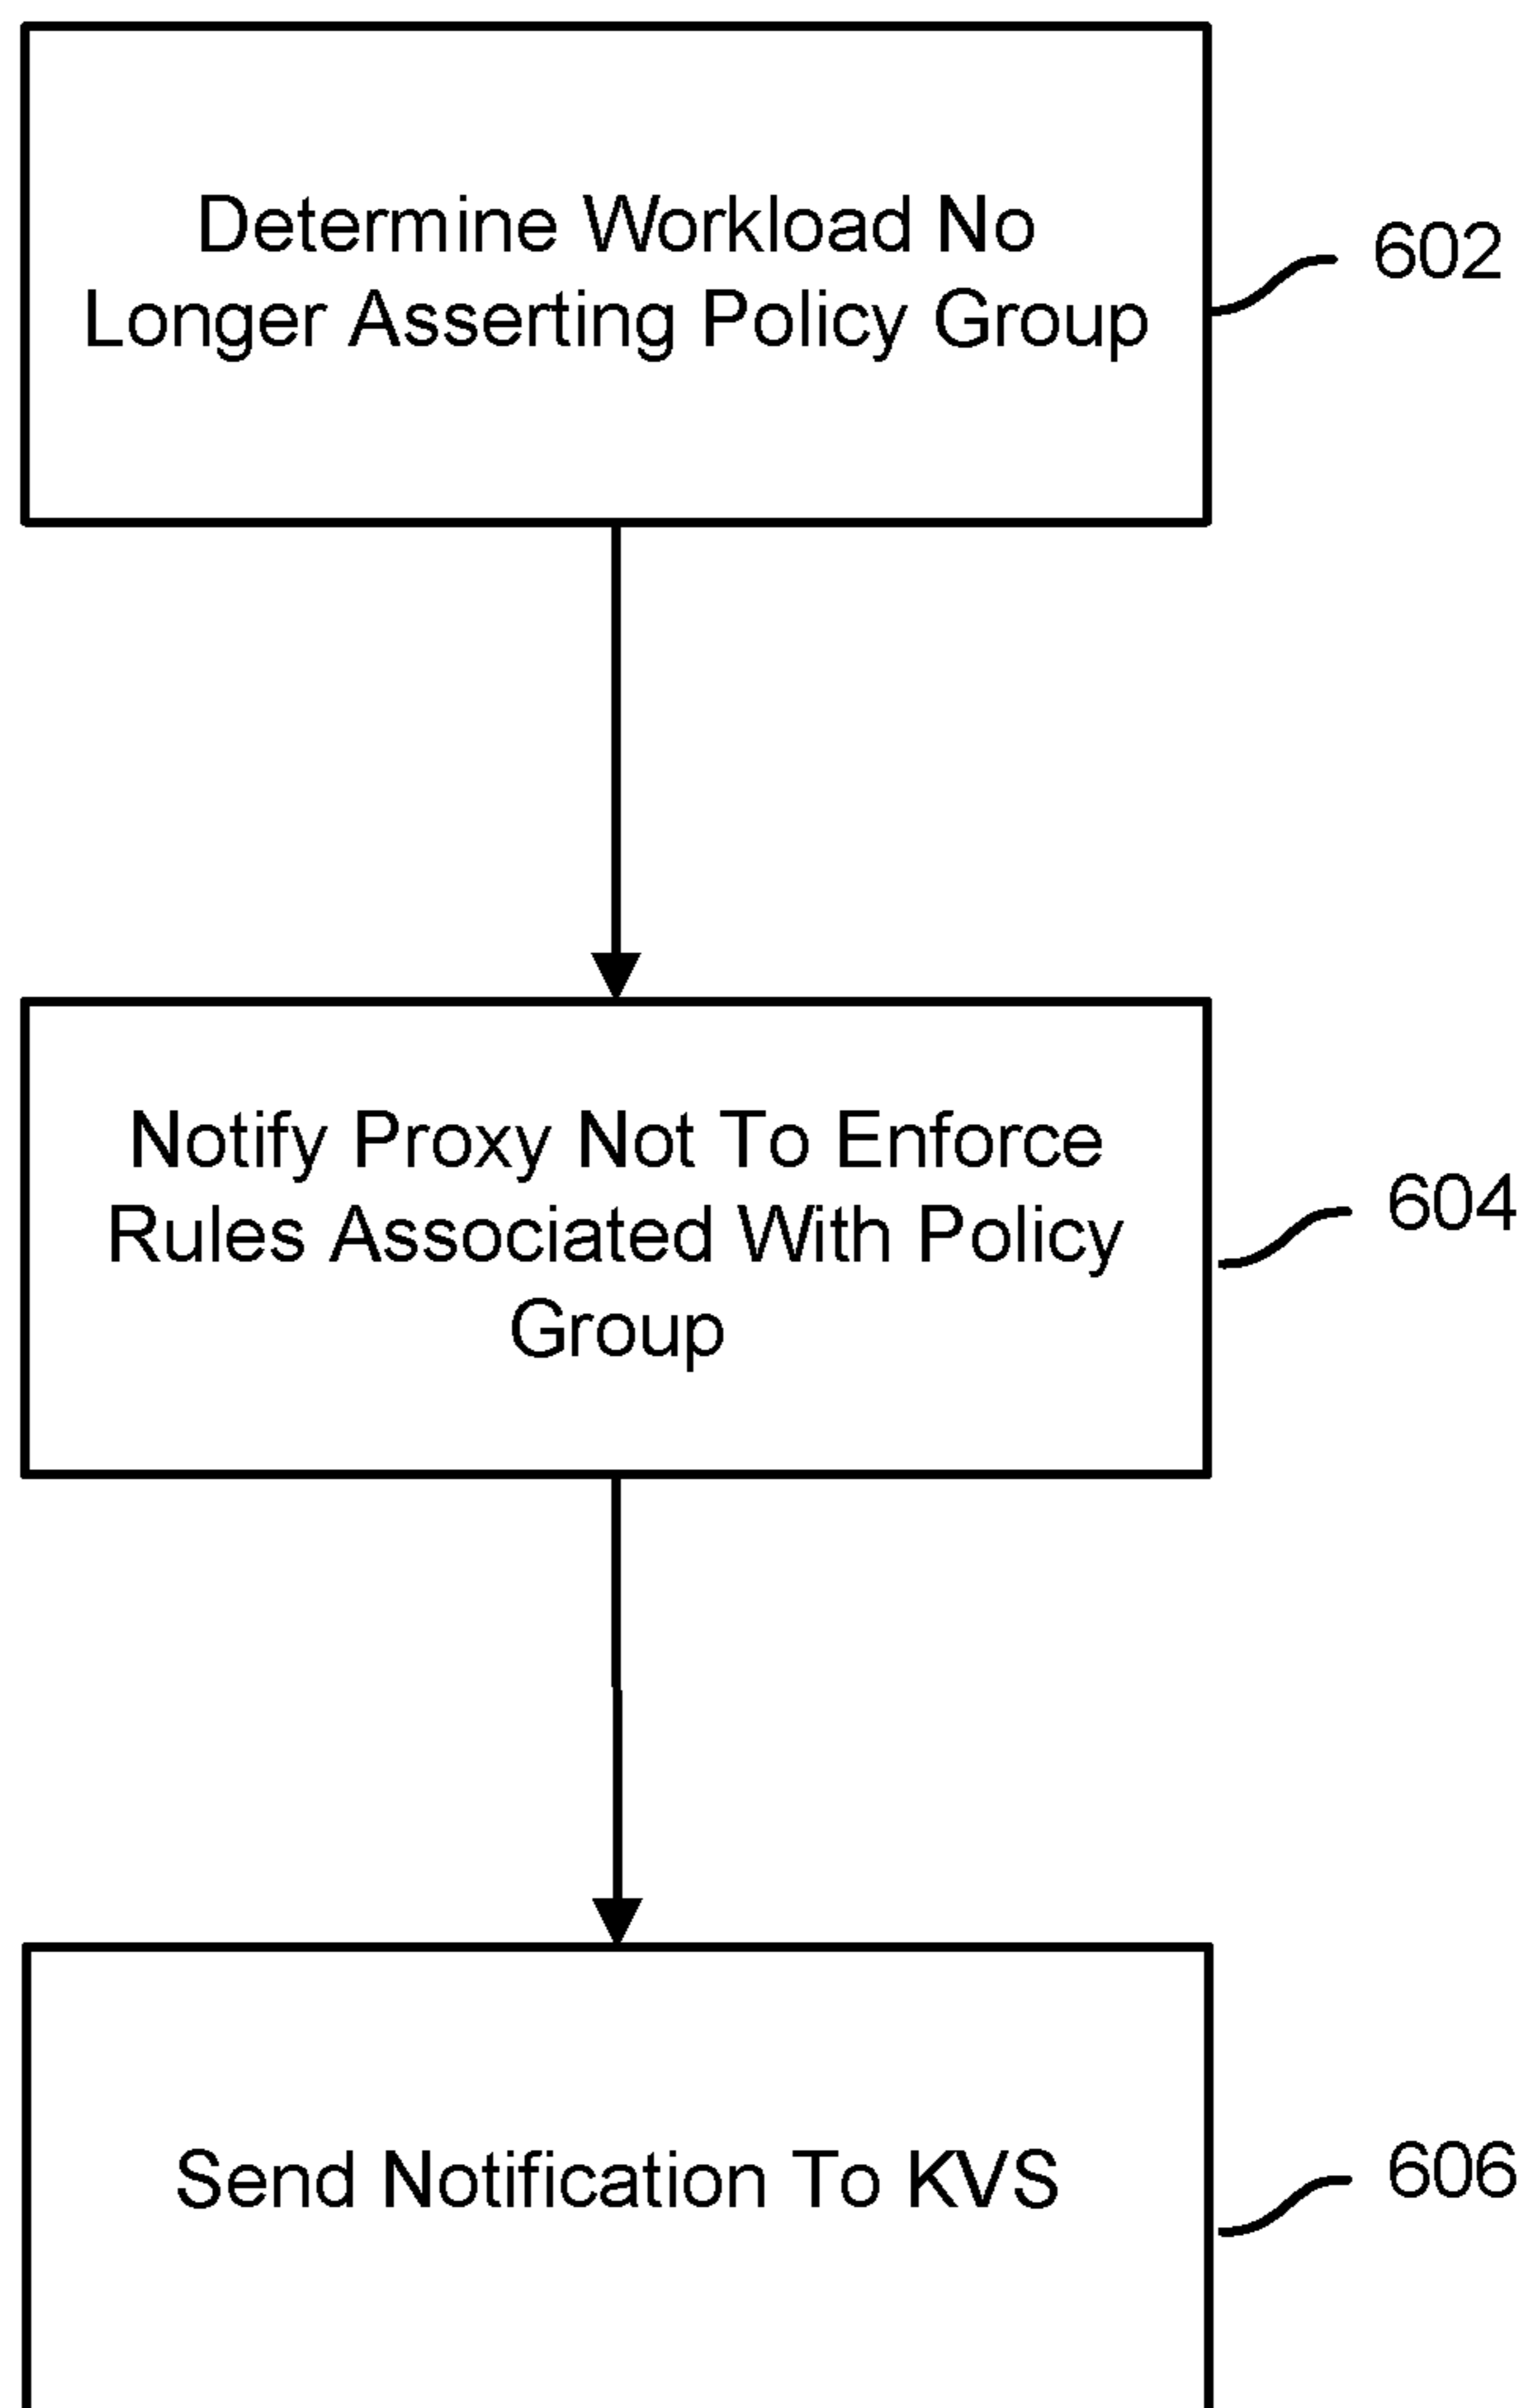 Determine Workload No
Longer Asserting Policy Group
602
Notify Proxy Not To Enforce
Rules Associated With Policy
Group
604
Send Notification To KVS
606